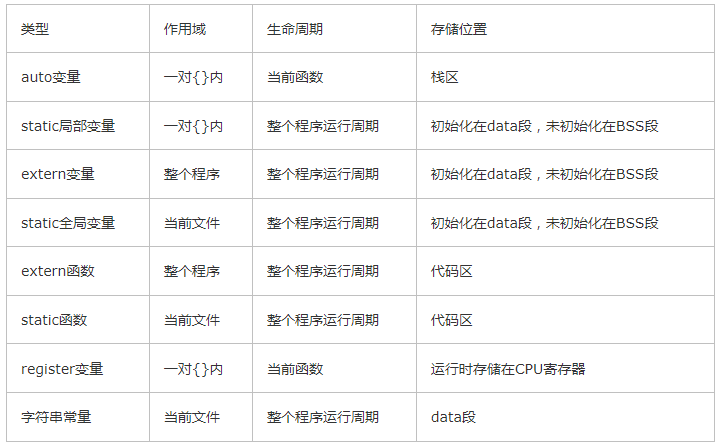 类型 作用域 生命周期 存储位置
auto变量 一对{}内 当前函数 栈区
static局部变量 一对{}内 整个程序运行周期 初始化在data段，未初始化在BSS段
extern变量 整个程序 整个程序运行周期 初始化在data段，未初始化在BSS段
static全局变量 当前文件 整个程序运行周期 初始化在data段，未初始化在BSS段
extern函数 整个程序 整个程序运行周期 代码区
static函数 当前文件 整个程序运行周期 代码区
register变量 一对{}内 当前函数 运行时存储在CPU寄存器
字符串常量 当前文件 整个程序运行周期 data段